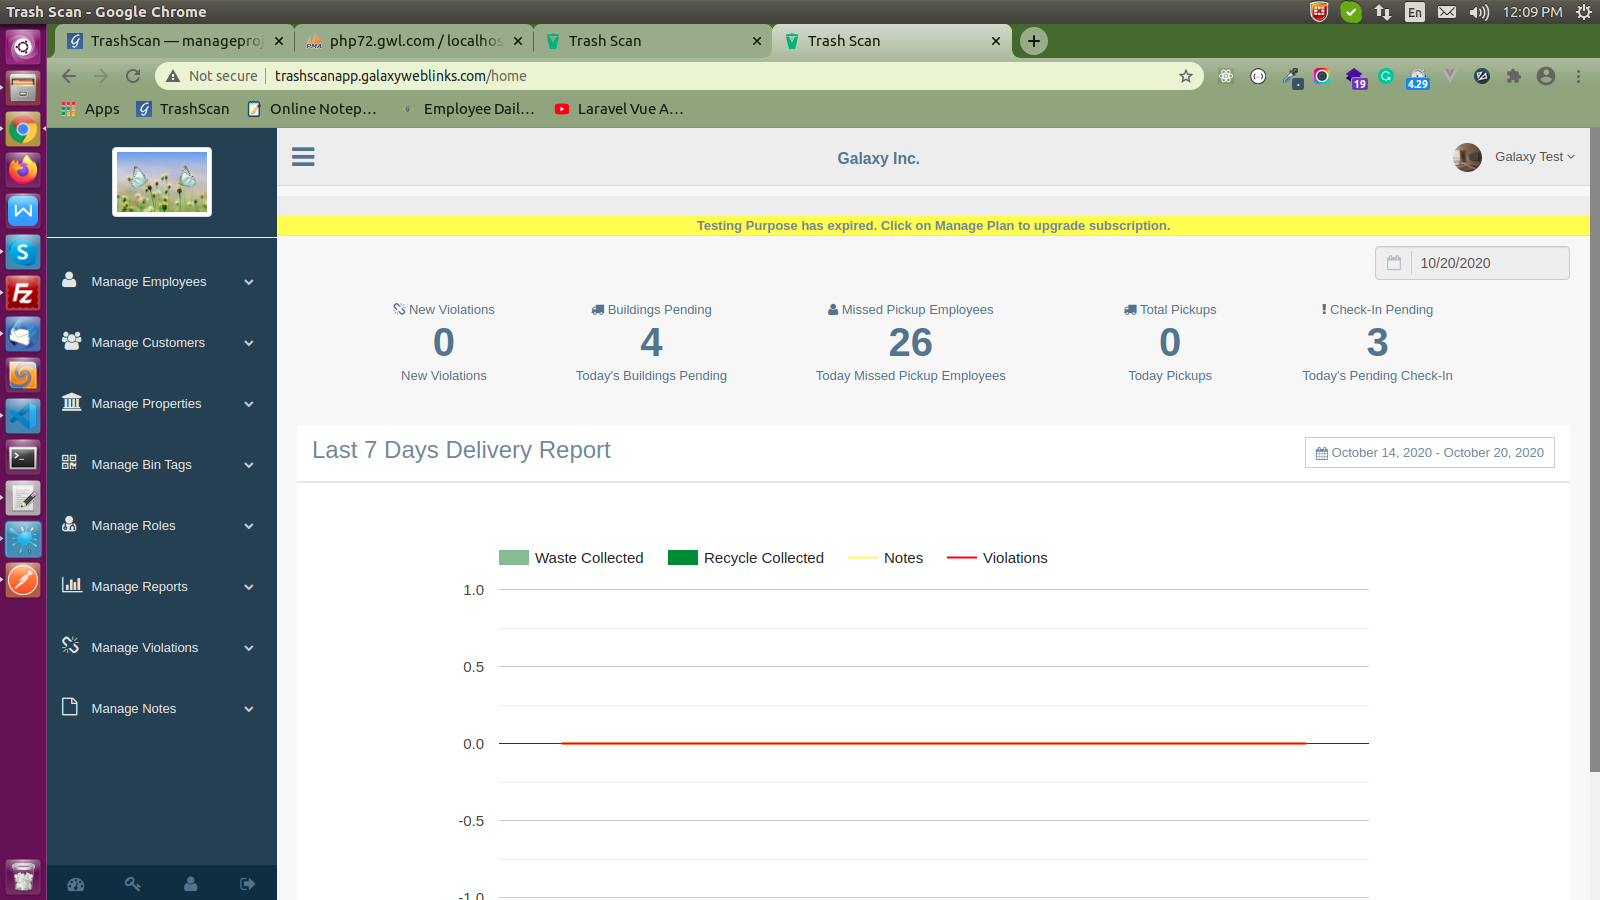 Trash Scan - Google Chrome
En
12:09 PM
TrashScan — manageproj
php72.gwl.com / localhos
Trash Scan
Trash Scan
Not secure
trashscanapp.galaxyweblinks.com/home
19
4.29
Apps
TrashScan
Online Notep…
Employee Dail…
Laravel Vue A…
Galaxy Inc.
Galaxy Test
Testing Purpose has expired. Click on Manage Plan to upgrade subscription.
10/20/2020
Manage Employees
Manage Customers
Manage Properties
Manage Bin Tags
Manage Roles
Manage Reports
Manage Violations
Manage Notes
New Violations
0
New Violations
Buildings Pending
4
Today's Buildings Pending
Missed Pickup Employees
26
Today Missed Pickup Employees
Total Pickups
0
Today Pickups
Check-In Pending
3
Today's Pending Check-In
Last 7 Days Delivery Report
October 14, 2020 - October 20, 2020
Waste Collected
Recycle Collected
Notes
Violations
1.0
0.5
0.0
-0.5
-1.0